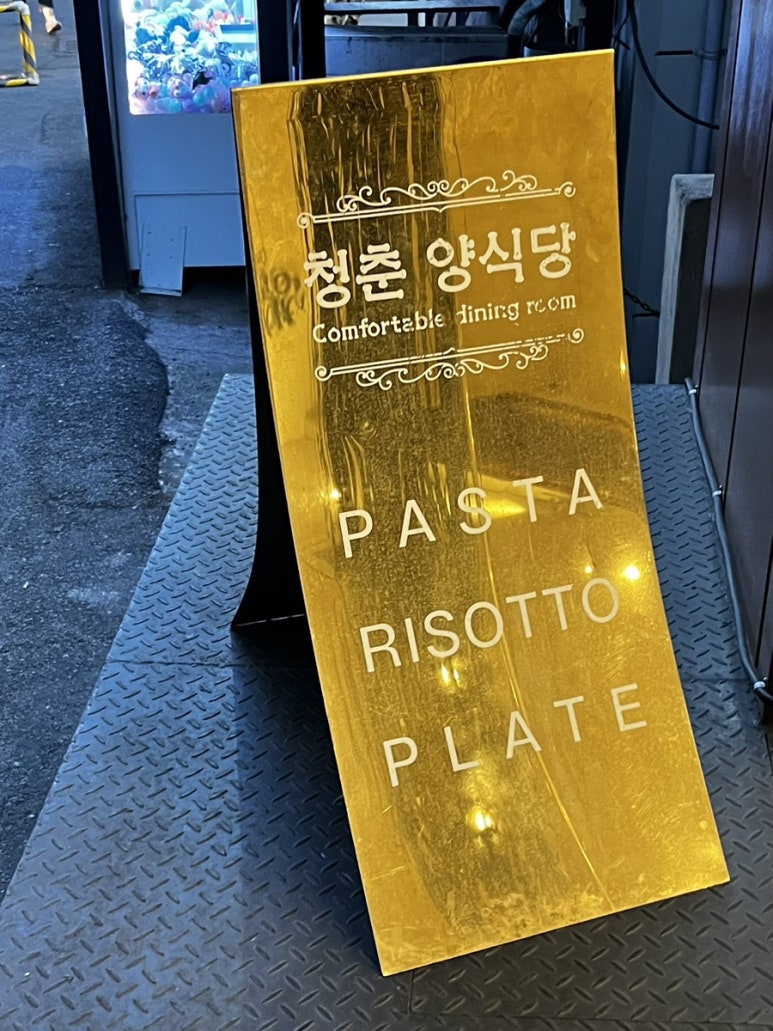 청춘 양식당
Comfortable dining room
PASTA
RISOTTO
PLATE